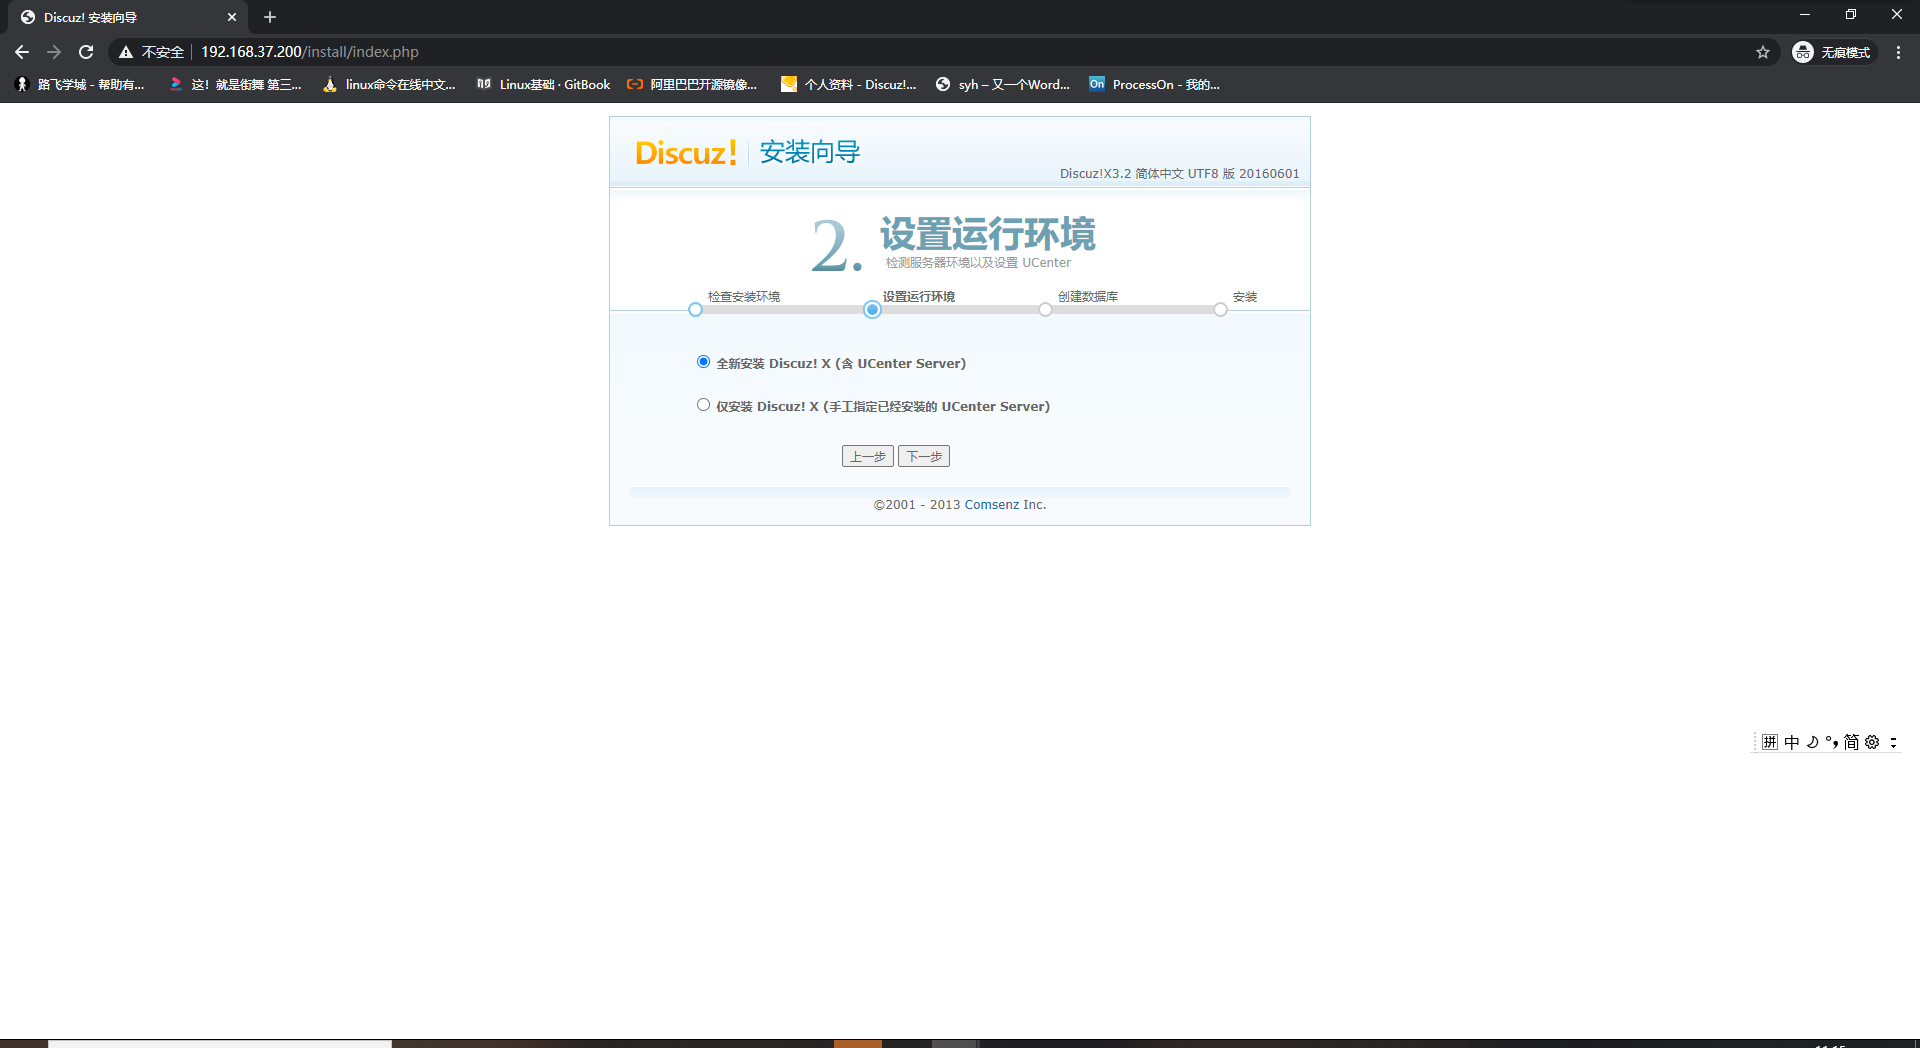 Discuz! 安装向导
不安全 192.168.37.200/install/index.php
无痕模式
路飞学城 - 帮助有...
这！就是街舞 第三...
linux命令在线中文...
Linux基础 · GitBook
阿里巴巴开源镜像...
个人资料 - Discuz!...
syh – 又一个Word...
On ProcessOn - 我的...
Discuz! 安装向导
Discuz!X3.2 简体中文 UTF8 版 20160601
2. 设置运行环境
检测服务器环境以及设置 UCenter
检查安装环境
设置运行环境
创建数据库
安装
全新安装 Discuz! X (含 UCenter Server)
仅安装 Discuz! X (手工指定已经安装的 UCenter Server)
上一步 下一步
©2001 - 2013 Comsenz Inc.
拼 中 简